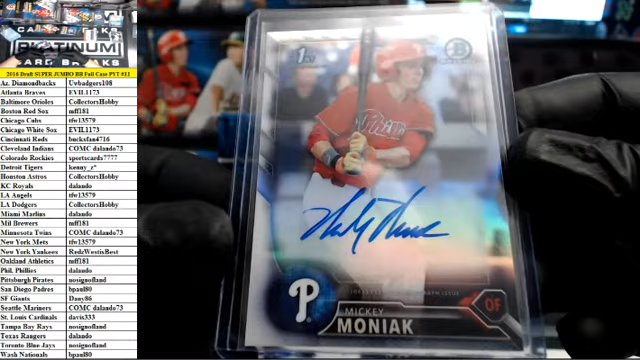 PLATINUM
2016 Draft SUPER JUMBO BB Full Case PYT #11
Az. Diamondbacks Uwbadgers108
Atlanta Braves EVIL1173
Baltimore Orioles CollectorsHobby
Boston Red Sox mff181
Chicago Cubs tfw13579
Chicago White Sox EVIL1173
Cincinnati Reds bucksfan4716
Cleveland Indians COMC dalando73
Colorado Rockies sportscards7777
Detroit Tigers kenny_z*
Houston Astros CollectorsHobby
KC Royals dalando
LA Angels tfw13579
LA Dodgers CollectorsHobby
Miami Marlins dalando
Mil Brewers mff181
Minnesota Twins COMC dalando73
New York Mets tfw13579
New York Yankees RedzWestisBest
Oakland Athletics mff181
Phil. Phillies dalando
Pittsburgh Pirates nosignofland
San Diego Padres bpaul80
SF Giants Dany86
Seattle Mariners COMC dalando73
St. Louis Cardinals davis333
Tampa Bay Rays nosignofland
Texas Rangers dalando
Toronto Blue Jays nosignofland
Wash Nationals bpaul80
1st
Phillies
P
OF
MICKEY
MONIAK